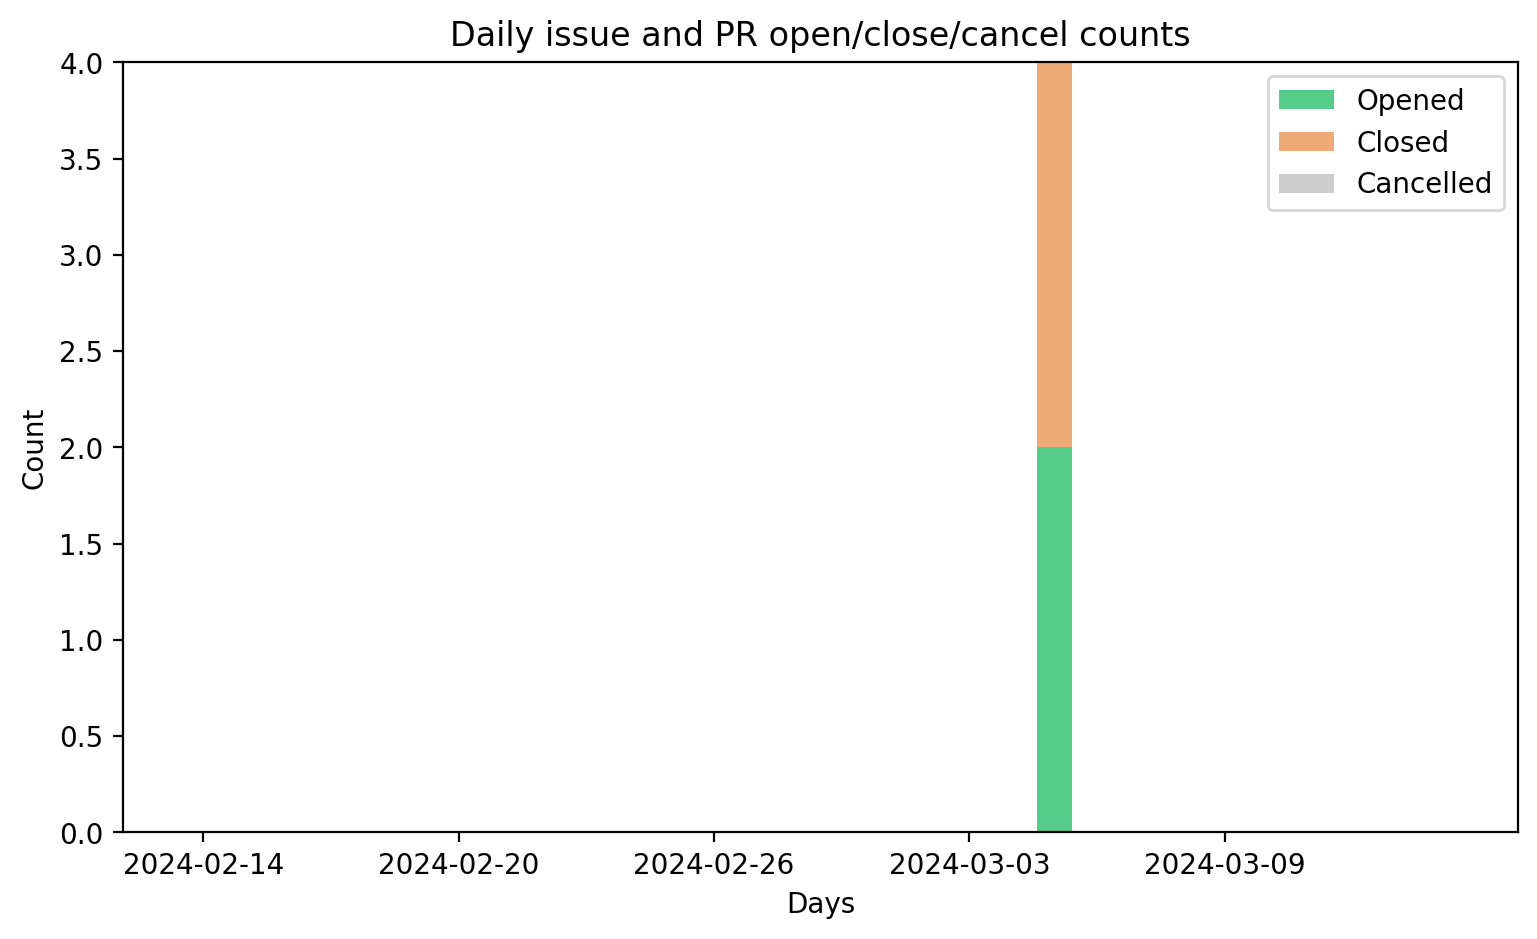 Daily issue and PR open/close/cancel counts
4.0
3.5
3.0
2.5
2.0
1.5
1.0
0.5
0.0
Count
Opened
Closed
Cancelled
2024-02-14 2024-02-20 2024-02-26 2024-03-03 2024-03-09
Days